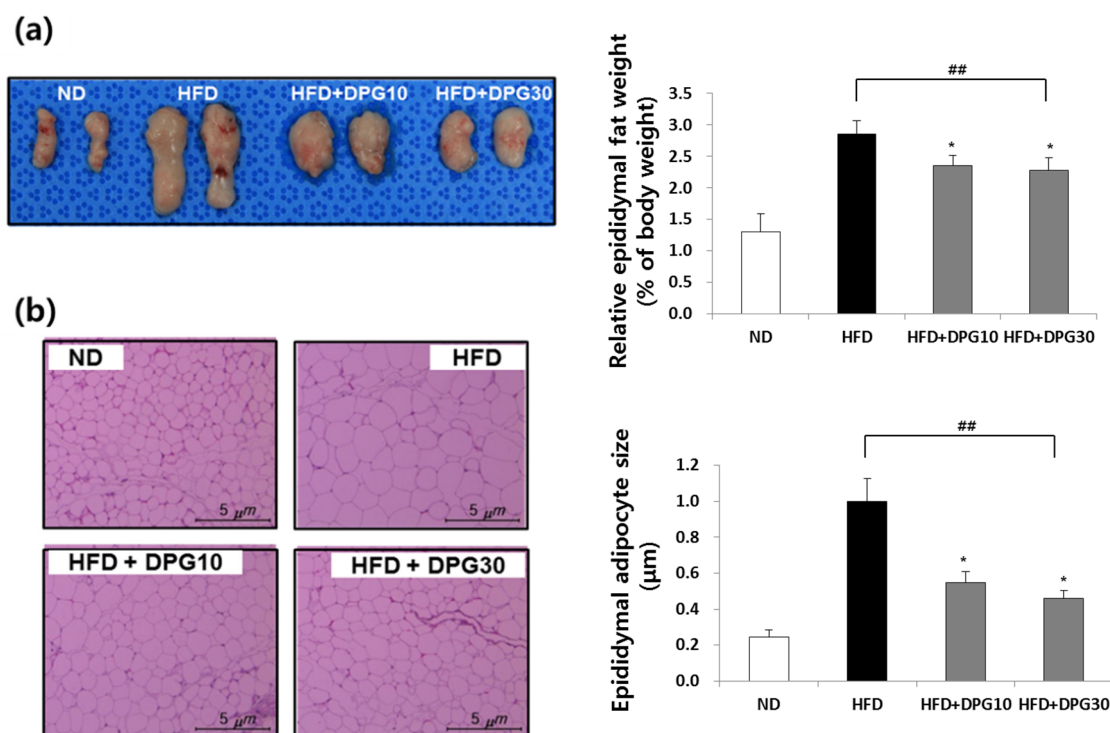 (a)
ND HFD HFD+DPG10 HFD+DPG30
Relative epididymal fat weight
(% of body weight)
3.5
3.0
2.5
2.0
1.5
1.0
0.5
0.0
##
*
*
ND HFD HFD+DPG10 HFD+DPG30
(b)
ND
5 μm
HFD
5 μm
HFD + DPG10
5 μm
HFD + DPG30
5 μm
Epididymal adipocyte size
(μm)
1.2
1.0
0.8
0.6
0.4
0.2
0.0
##
*
*
ND HFD HFD+DPG10 HFD+DPG30